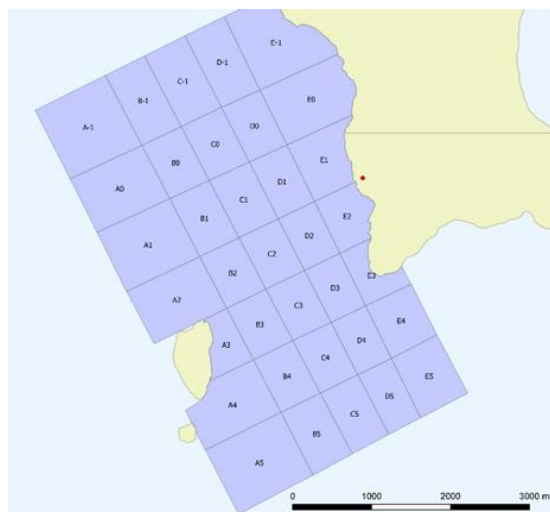 A-1 B-1 C-1 D-1 E-1
A0 B0 C0 D0 E0
A1 B1 C1 D1 E1
A2 B2 C2 D2 E2
A3 B3 C3 D3 E3
A4 B4 C4 D4 E4
A5 B5 C5 D5 E5
0 1000 2000 3000 m